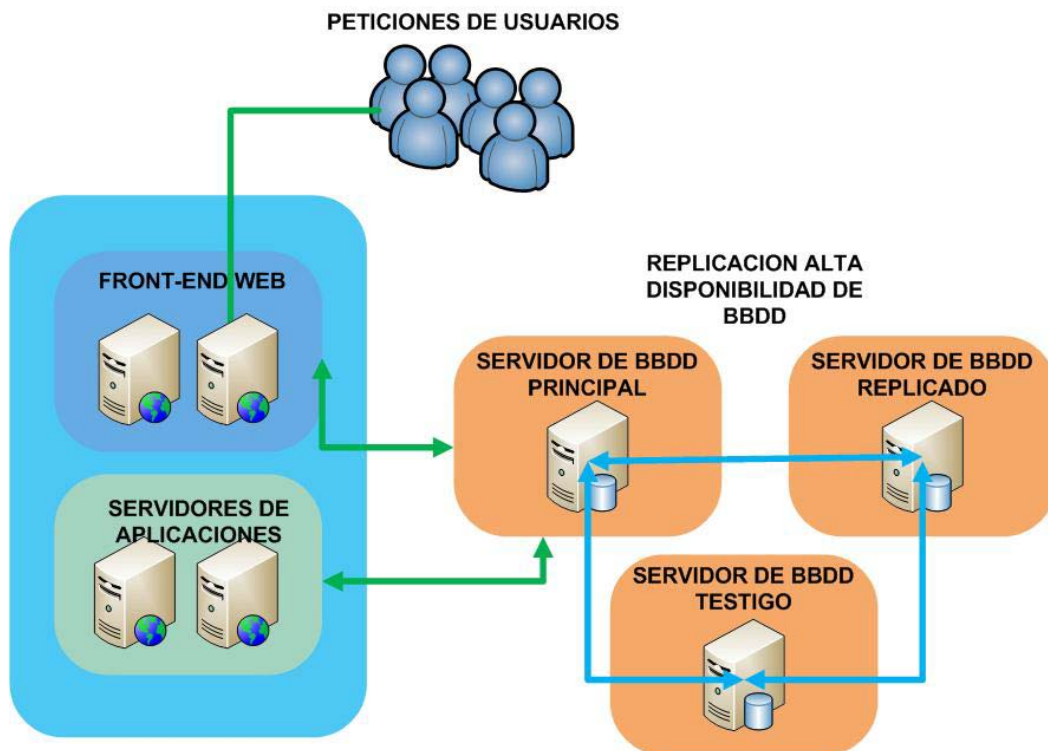 PETICIONES DE USUARIOS
FRONT-END WEB
SERVIDORES DE
APLICACIONES
REPLICACION ALTA
DISPONIBILIDAD DE
BBDD
SERVIDOR DE BBDD
PRINCIPAL
SERVIDOR DE BBDD
REPLICADO
SERVIDOR DE BBDD
TESTIGO